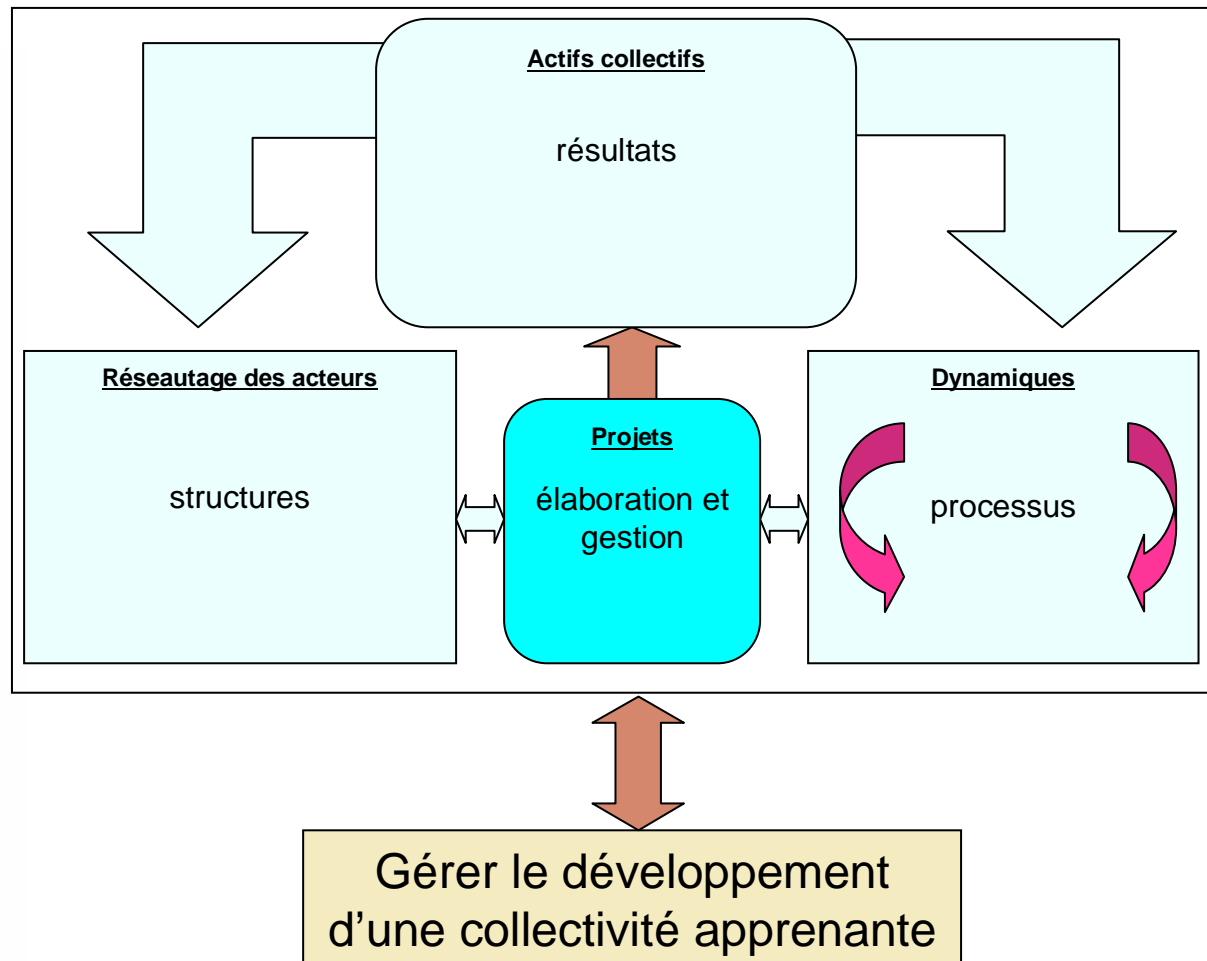 Actifs collectifs
résultats
Réseautage des acteurs
structures
Projets
élaboration et
gestion
Dynamiques
processus
Gérer le développement
d’une collectivité apprenante